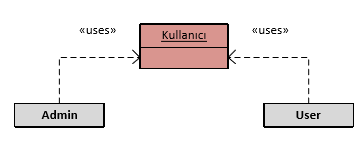 «uses»
Kullanıcı
«uses»
Admin
User